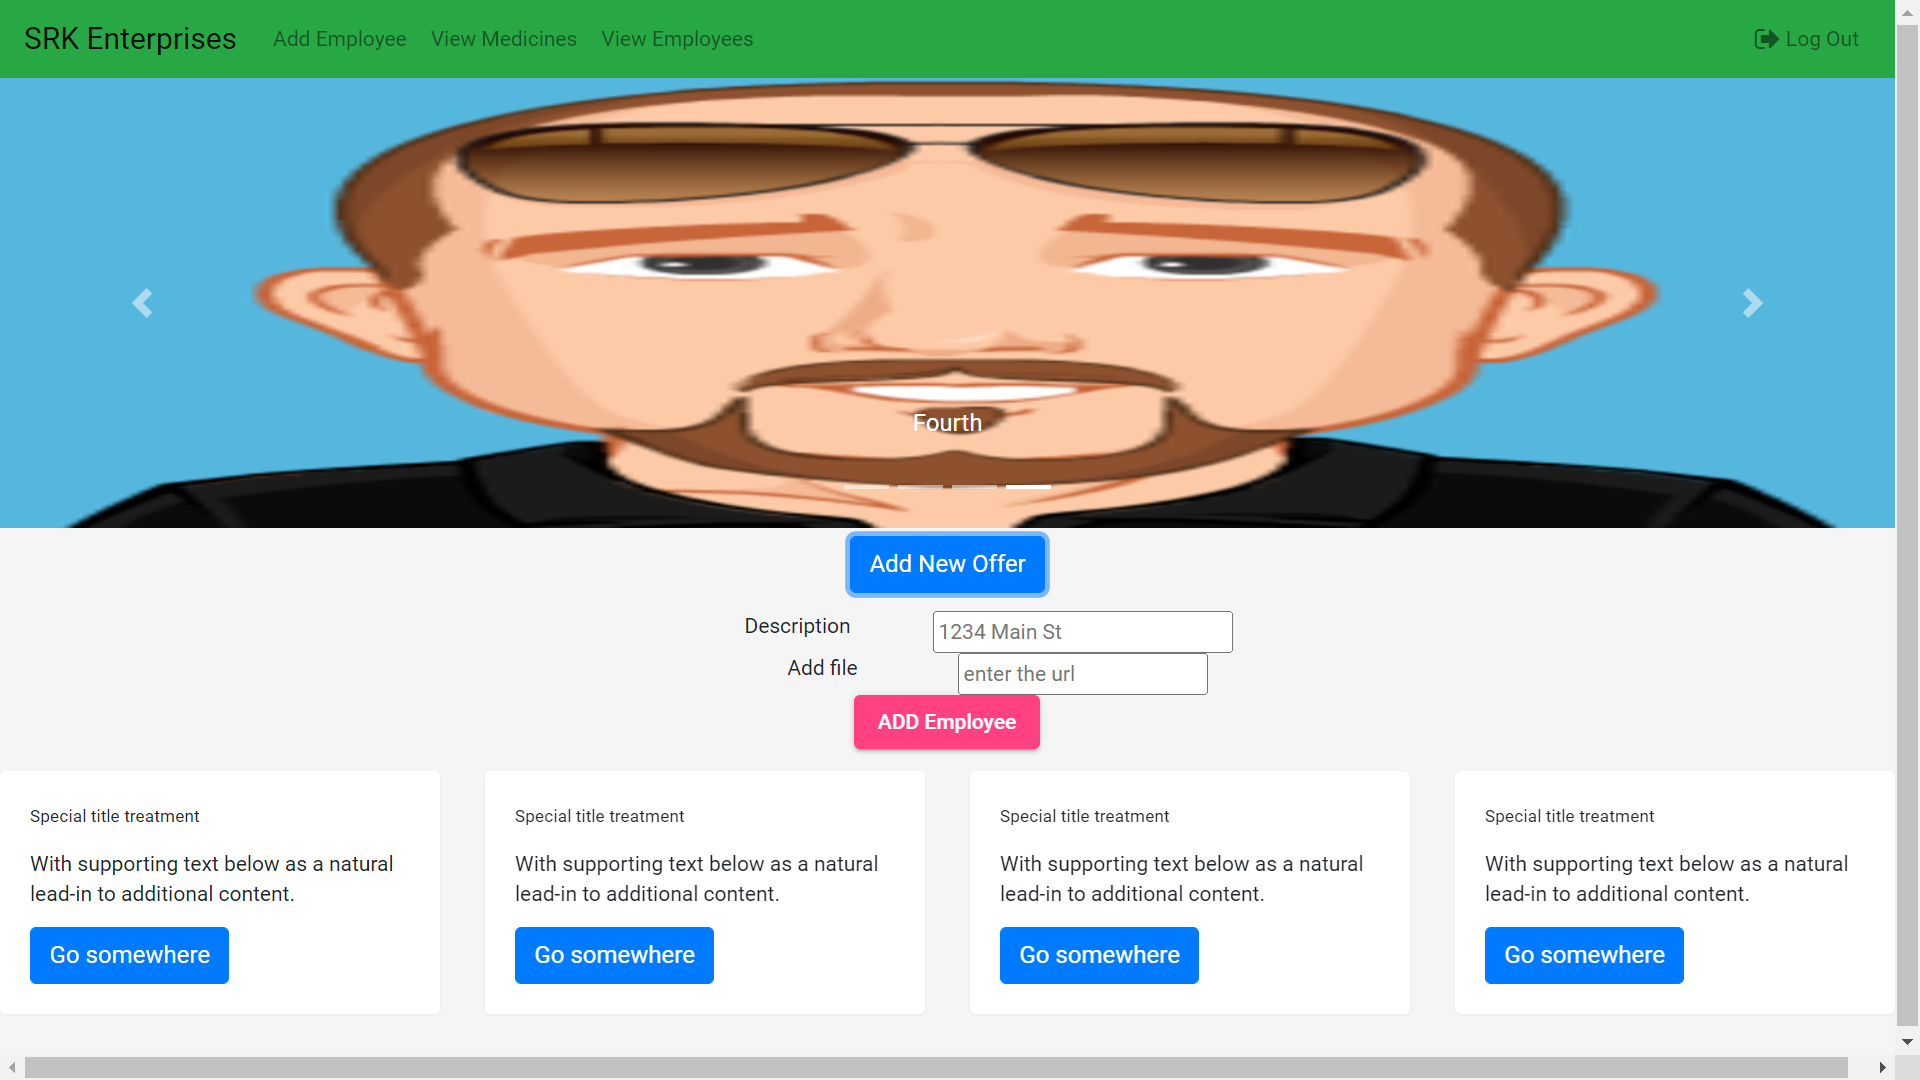 SRK Enterprises Add Employee View Medicines View Employees Log Out
Fourth
Add New Offer
Description 1234 Main St
Add file enter the url
ADD Employee
Special title treatment
With supporting text below as a natural
lead-in to additional content.
Go somewhere
Special title treatment
With supporting text below as a natural
lead-in to additional content.
Go somewhere
Special title treatment
With supporting text below as a natural
lead-in to additional content.
Go somewhere
Special title treatment
With supporting text below as a natural
lead-in to additional content.
Go somewhere